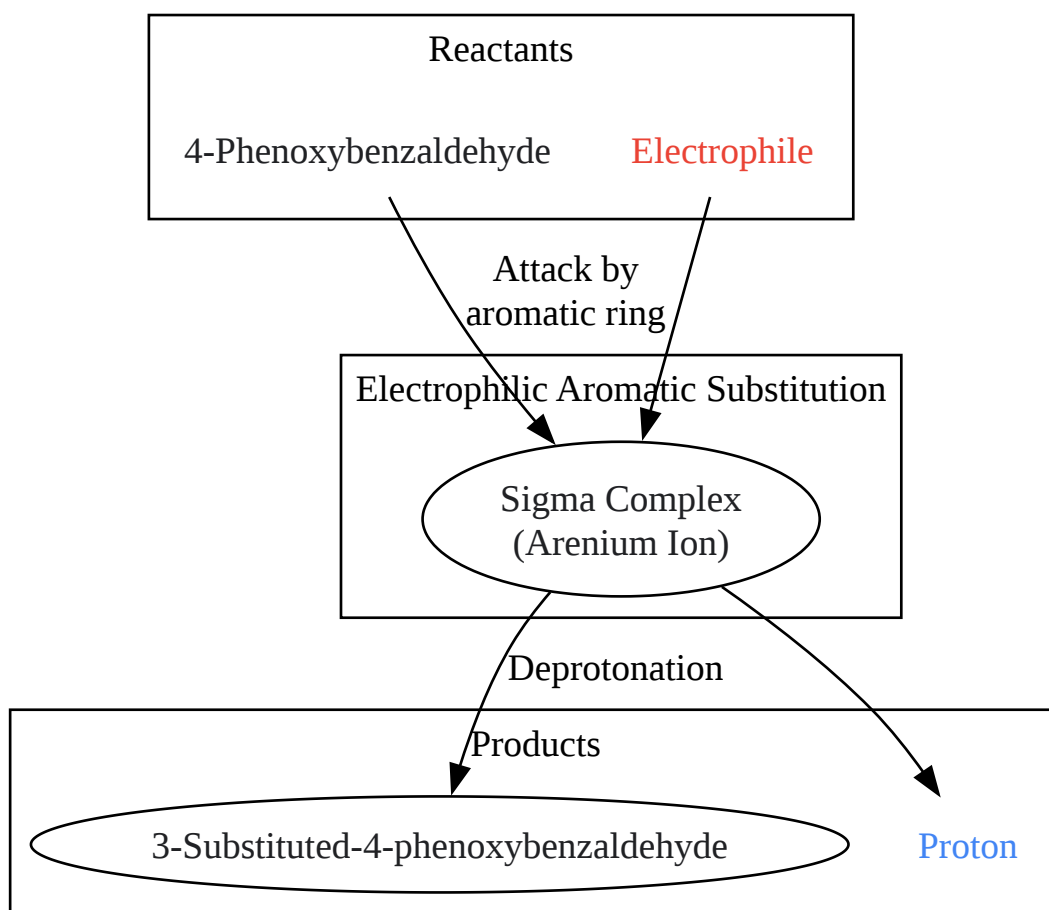 Reactants
4-Phenoxybenzaldehyde
Electrophile
Attack by
aromatic ring
Electrophilic Aromatic Substitution
Sigma Complex
(Arenium Ion)
Deprotonation
Products
3-Substituted-4-phenoxybenzaldehyde
Proton